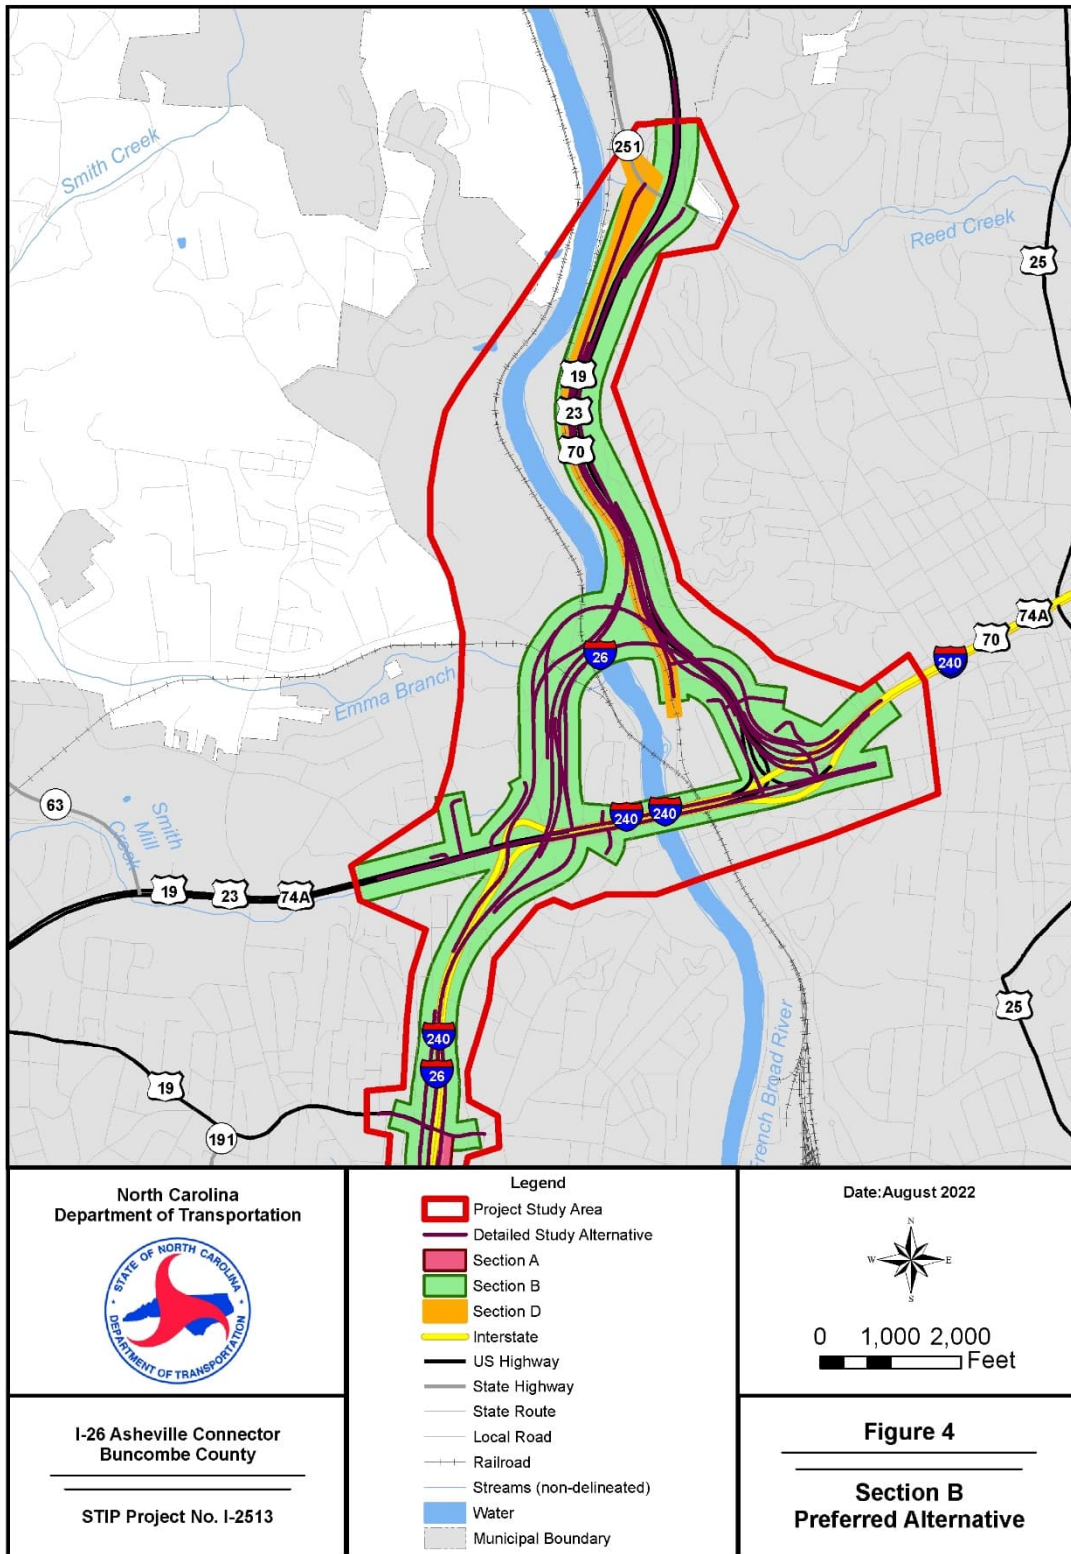 251
Smith Creek
Reed Creek
25
19
23
70
74A
70
240
26
Emma Branch
63
Smith
Mill
Creek
240
240
19
23
74A
25
240
26
19
191
French Broad River
North Carolina
Department of Transportation
STATE OF NORTH CAROLINA
DEPARTMENT OF TRANSPORTATION
I-26 Asheville Connector
Buncombe County
STIP Project No. I-2513
Legend
Project Study Area
Detailed Study Alternative
Section A
Section B
Section D
Interstate
US Highway
State Highway
State Route
Local Road
Railroad
Streams (non-delineated)
Water
Municipal Boundary
Date:August 2022
N
W E
S
0 1,000 2,000
Feet
Figure 4
Section B
Preferred Alternative